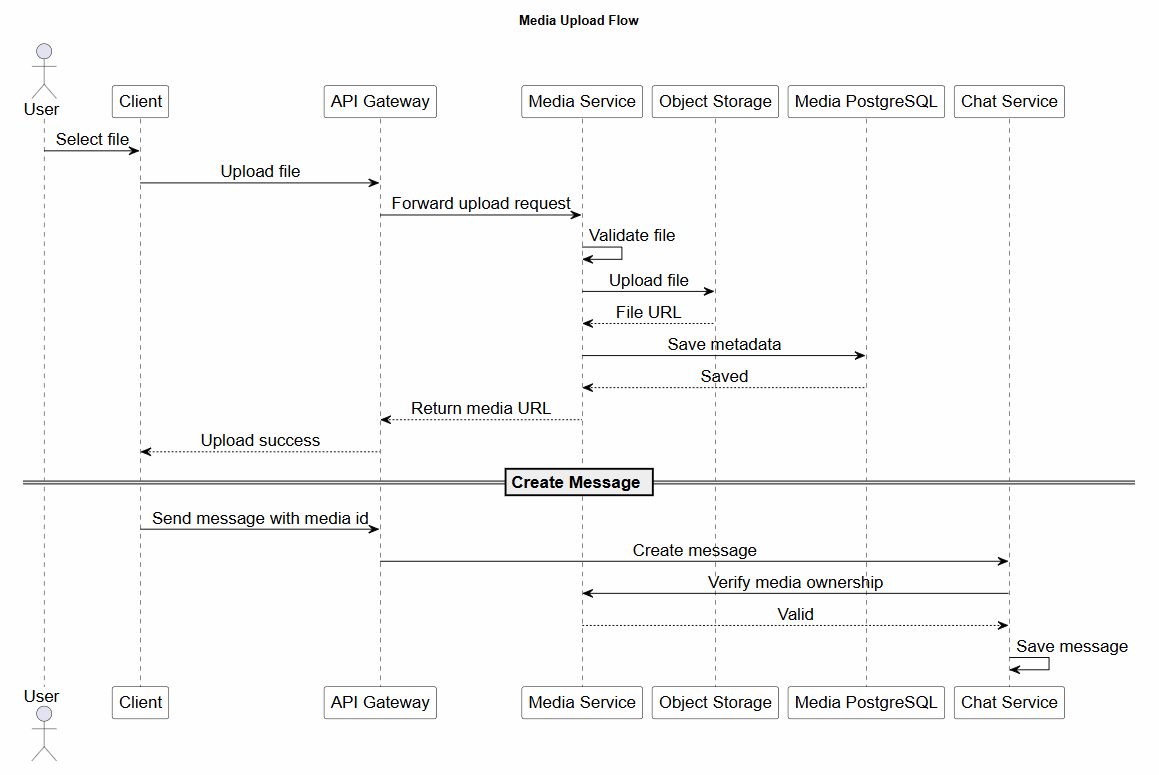 Media Upload Flow
User
Client
API Gateway
Media Service
Object Storage
Media PostgreSQL
Chat Service
Select file
Upload file
Forward upload request
Validate file
Upload file
File URL
Save metadata
Saved
Return media URL
Upload success
Create Message
Send message with media id
Create message
Verify media ownership
Valid
Save message
User
Client
API Gateway
Media Service
Object Storage
Media PostgreSQL
Chat Service